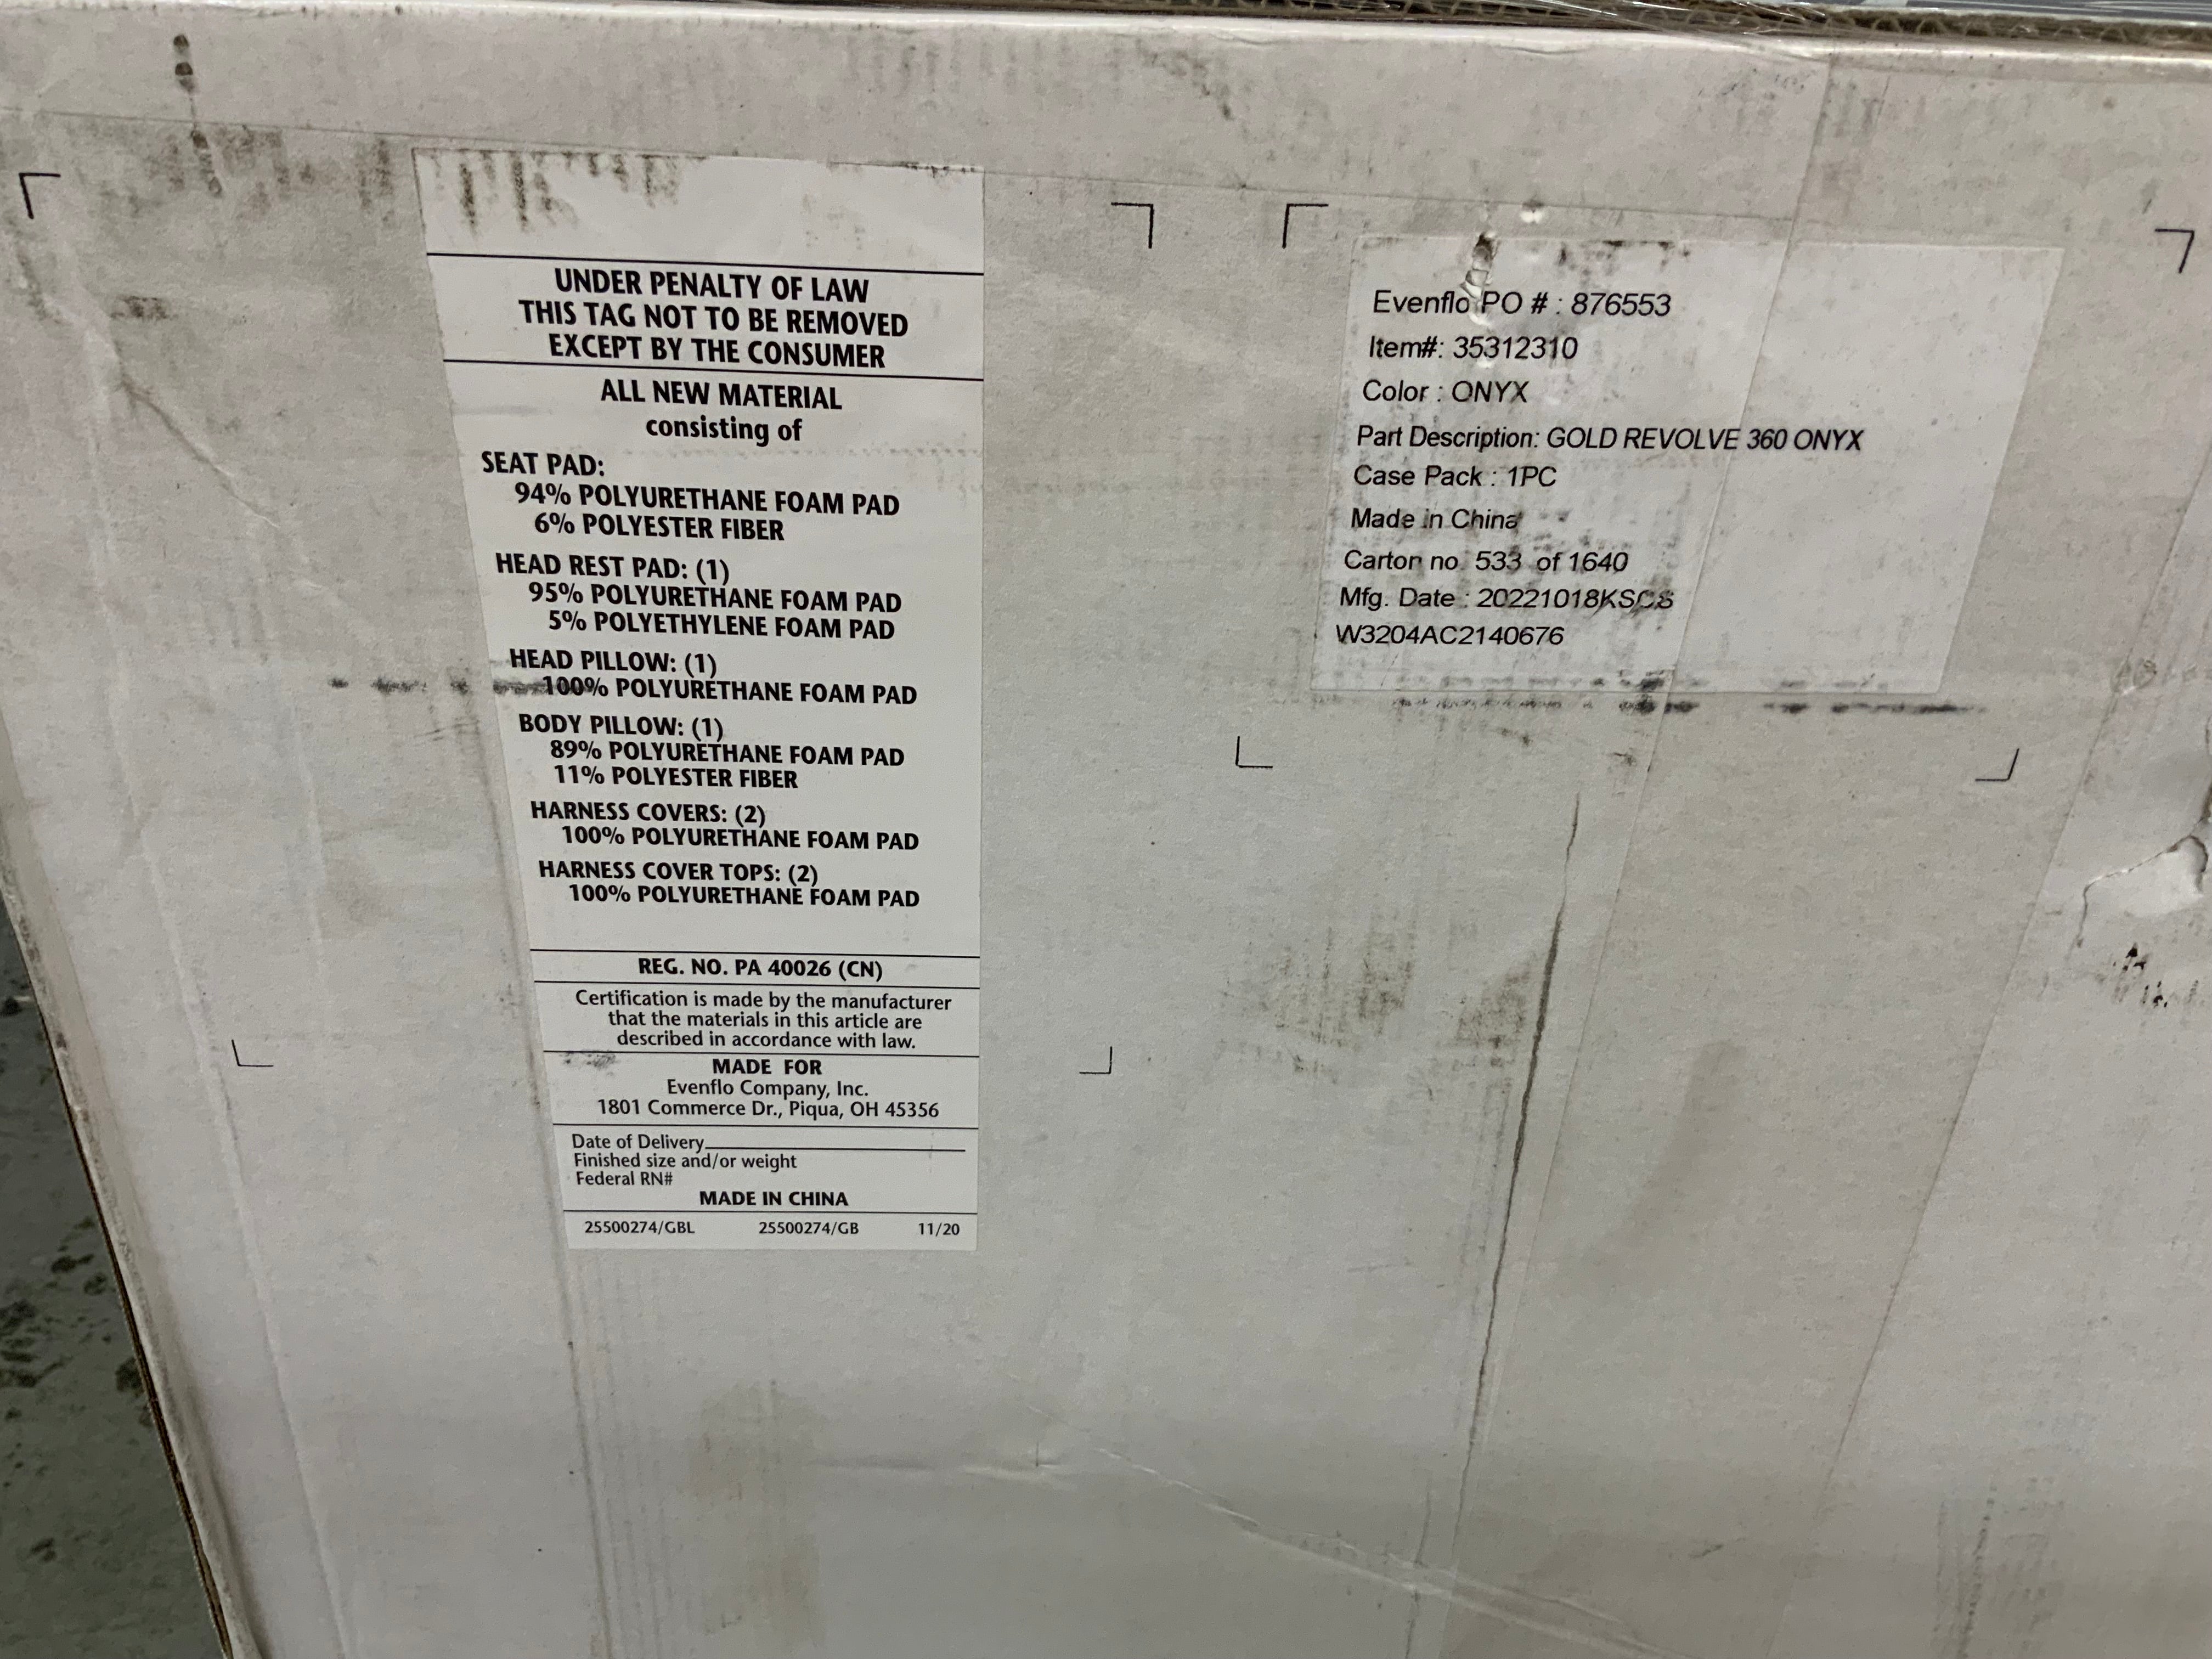 UNDER PENALTY OF LAW
THIS TAG NOT TO BE REMOVED
EXCEPT BY THE CONSUMER
ALL NEW MATERIAL
consisting of
SEAT PAD:
94% POLYURETHANE FOAM PAD
6% POLYESTER FIBER
HEAD REST PAD: (1)
95% POLYURETHANE FOAM PAD
5% POLYETHYLENE FOAM PAD
HEAD PILLOW: (1)
100% POLYURETHANE FOAM PAD
BODY PILLOW: (1)
89% POLYURETHANE FOAM PAD
11% POLYESTER FIBER
HARNESS COVERS: (2)
100% POLYURETHANE FOAM PAD
HARNESS COVER TOPS: (2)
100% POLYURETHANE FOAM PAD
REG. NO. PA 40026 (CN)
Certification is made by the manufacturer
that the materials in this article are
described in accordance with law.
MADE FOR
Evenflo Company, Inc.
1801 Commerce Dr., Piqua, OH 45356
Date of Delivery
Finished size and/or weight
Federal RN#
MADE IN CHINA
25500274/GBL 25500274/GB 11/20
Evenflo PO # : 876553
Item#: 35312310
Color : ONYX
Part Description: GOLD REVOLVE 360 ONYX
Case Pack : 1PC
Made in China
Carton no. 533 of 1640
Mfg. Date : 20221018KSCS
W3204AC2140676